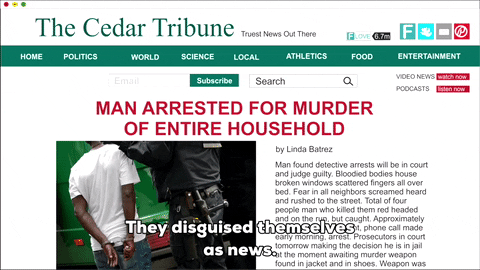 The Cedar Tribune
Truest News Out There
LOVE 6.7m
HOME POLITICS WORLD SCIENCE LOCAL ATHLETICS FOOD ENTERTAINMENT
Email Subscribe Search
VIDEO NEWS watch now
PODCASTS listen now
MAN ARRESTED FOR MURDER
OF ENTIRE HOUSEHOLD
by Linda Batrez
Man found detective arrests will be in court
and judge guilty. Bloodied bodies house
broken windows scattered fingers all over
bed. Fear in all neighbors screamed heard
and rushed to the street. Total of four
people man who killed them red headed
and on the run, but caught. Approximately
phone call made
early morning, arrest. Prosecutors in court
tomorrow making the decision he is in jail
at the moment awaiting murder weapon
found in jacket and in shoes. Weapon was
They disguised themselves
as news.